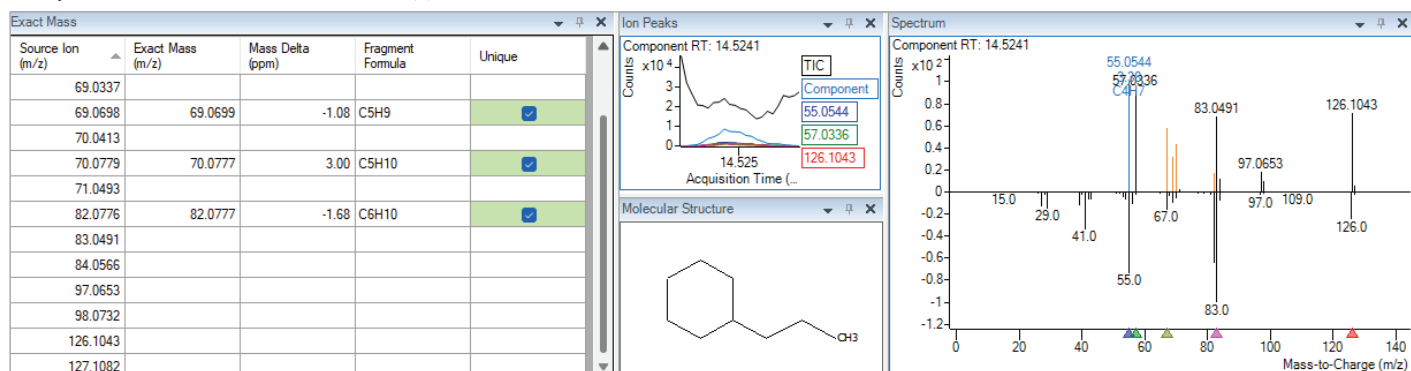 Exact Mass
Source Ion (m/z) Exact Mass (m/z) Mass Delta (ppm) Fragment Formula Unique
69.0337
69.0698 69.0699 -1.08 C5H9
70.0413
70.0779 70.0777 3.00 C5H10
71.0493
82.0776 82.0777 -1.68 C6H10
83.0491
84.0566
97.0653
98.0732
126.1043
127.1082
Ion Peaks
Component RT: 14.5241
Counts
x10 4
3
2
1
0
TIC
Component
55.0544
57.0336
126.1043
14.525
Acquisition Time (...
Molecular Structure
CH3
Spectrum
Component RT: 14.5241
Counts
x10 2
1
0.8
0.6
0.4
0.2
0
-0.2
-0.4
-0.6
-0.8
-1
-1.2
55.0544
57.0336
C4H7
83.0491
126.1043
97.0653
15.0
29.0
41.0
55.0
67.0
83.0
97.0
109.0
126.0
0 20 40 60 80 100 120 140
Mass-to-Charge (m/z)